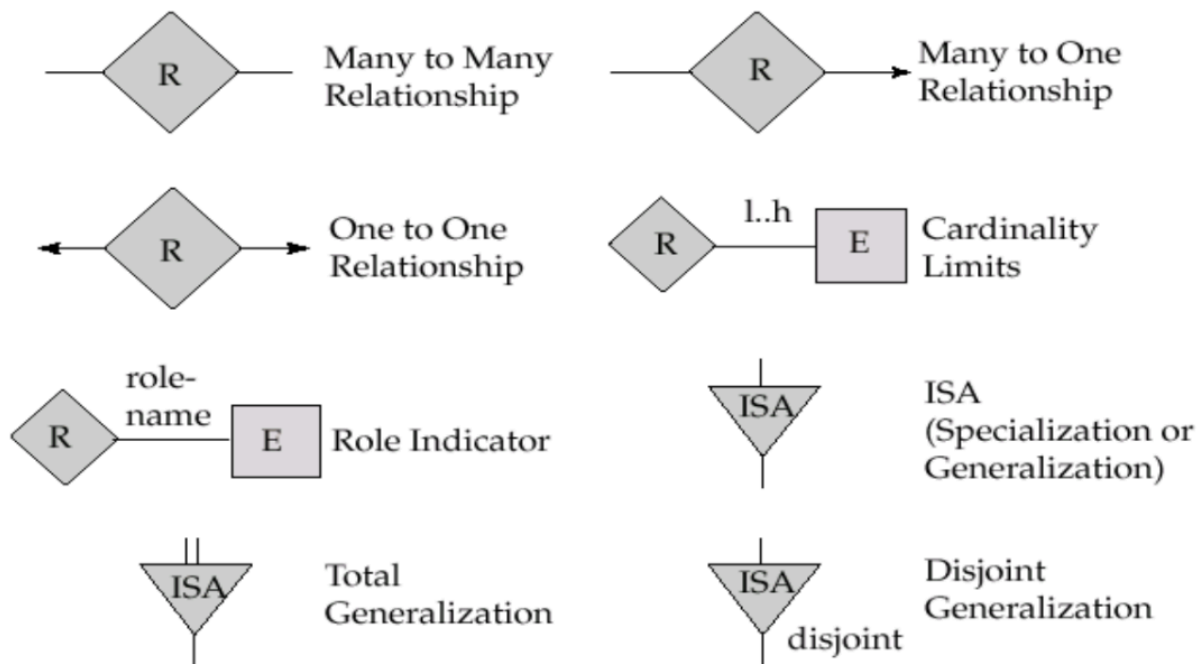 R
Many to Many
Relationship
R
Many to One
Relationship
R
One to One
Relationship
R
l..h
E
Cardinality
Limits
R
role-
name
E
Role Indicator
ISA
ISA
(Specialization or
Generalization)
ISA
Total
Generalization
ISA
disjoint
Disjoint
Generalization